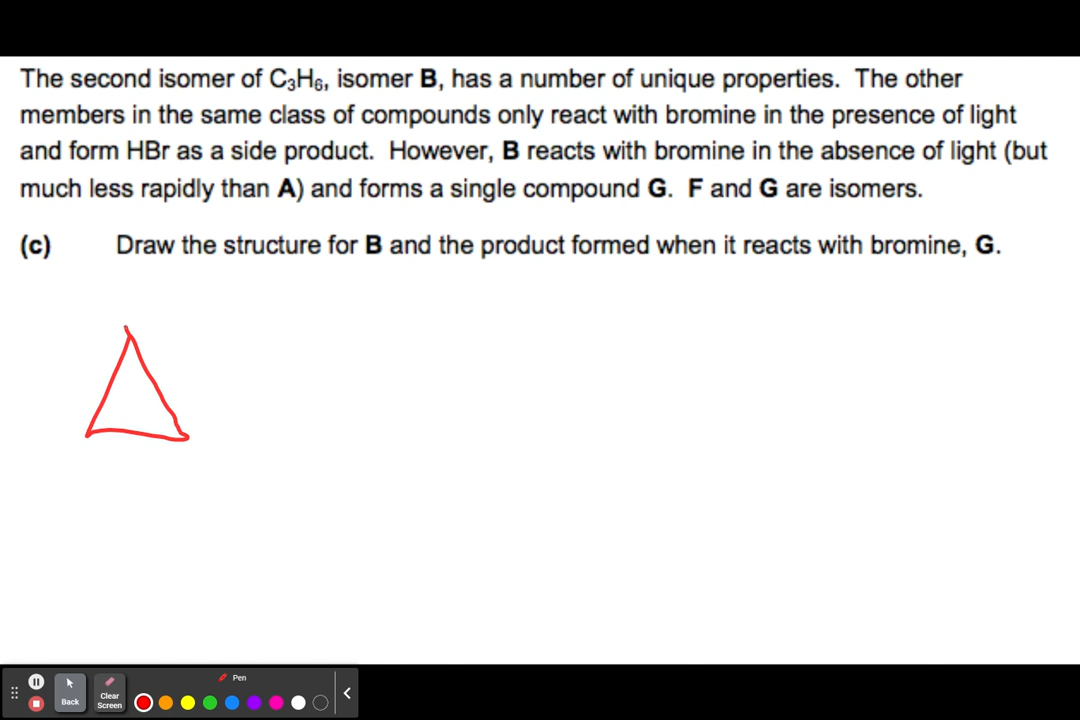 The second isomer of C₃H₆, isomer B, has a number of unique properties. The other
members in the same class of compounds only react with bromine in the presence of light
and form HBr as a side product. However, B reacts with bromine in the absence of light (but
much less rapidly than A) and forms a single compound G. F and G are isomers.
(c) Draw the structure for B and the product formed when it reacts with bromine, G.
Pen
Back
Clear
Screen